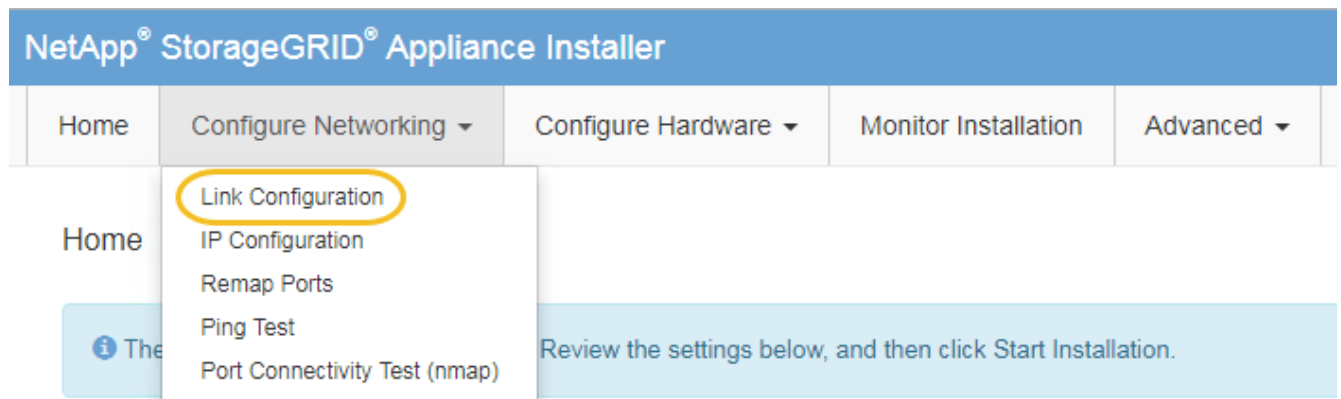 NetApp® StorageGRID® Appliance Installer
Home Configure Networking Configure Hardware Monitor Installation Advanced
Link Configuration
Home
IP Configuration
Remap Ports
Ping Test
The Review the settings below, and then click Start Installation.
Port Connectivity Test (nmap)